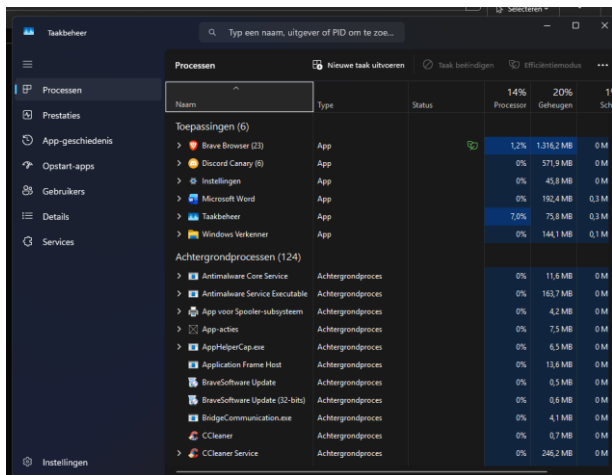 Selecteren
Taakbeheer
Typ een naam, uitgever of PID om te zoe...
Processen
Nieuwe taak uitvoeren
Taak beëindigen
Efficiëntiemodus
...
14% 20%
Naam Type Status Processor Geheugen
Processen
Prestaties
App-geschiedenis
Opstart-apps
Gebruikers
Details
Services
Instellingen
Toepassingen (6)
Brave Browser (23) App 1,2% 1.316,2 MB 0 M
Discord Canary (6) App 0% 571,9 MB 0 M
Instellingen App 0% 45,8 MB 0 M
Microsoft Word App 0% 192,4 MB 0,3 M
Taakbeheer App 7,0% 75,8 MB 0,3 M
Windows Verkenner App 0% 144,1 MB 0,1 M
Achtergrondprocessen (124)
Antimalware Core Service Achtergrondproces 0% 11,6 MB 0 M
Antimalware Service Executable Achtergrondproces 0% 163,7 MB 0 M
App voor Spooler-subsysteem Achtergrondproces 0% 4,2 MB 0 M
App-acties Achtergrondproces 0% 7,5 MB 0 M
AppHelperCap.exe Achtergrondproces 0% 6,5 MB 0 M
Application Frame Host Achtergrondproces 0% 13,6 MB 0 M
BraveSoftware Update Achtergrondproces 0% 0,5 MB 0 M
BraveSoftware Update (32-bits) Achtergrondproces 0% 0,6 MB 0 M
BridgeCommunication.exe Achtergrondproces 0% 4,1 MB 0 M
CCleaner Achtergrondproces 0% 0,7 MB 0 M
CCleaner Service Achtergrondproces 0% 246,2 MB 0 M